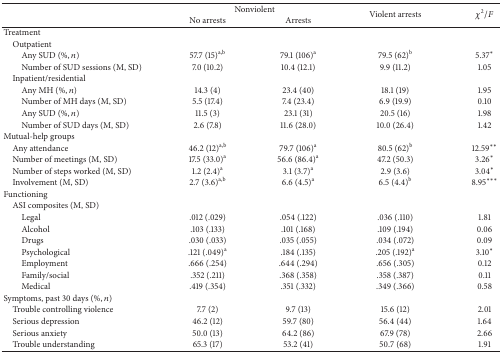 Nonviolent Violent arrests χ²/F
No arrests Arrests
Treatment
Outpatient
Any SUD (%, n) 57.7 (15)a,b 79.1 (106)a 79.5 (62)b 5.37*
Number of SUD sessions (M, SD) 7.0 (10.2) 10.4 (12.1) 9.9 (11.2) 1.05
Inpatient/residential
Any MH (%, n) 14.3 (4) 23.4 (40) 18.1 (19) 1.95
Number of MH days (M, SD) 5.5 (17.4) 7.4 (23.4) 6.9 (19.9) 0.10
Any SUD (%, n) 11.5 (3) 23.1 (31) 20.5 (16) 1.98
Number of SUD days (M, SD) 2.6 (7.8) 11.6 (28.0) 10.0 (26.4) 1.42
Mutual-help groups
Any attendance 46.2 (12)a,b 79.7 (106)a 80.5 (62)b 12.59**
Number of meetings (M, SD) 17.5 (33.0)a 56.6 (86.4)a 47.2 (50.3) 3.26*
Number of steps worked (M, SD) 1.2 (2.4)a 3.1 (3.7)a 2.9 (3.6) 3.04*
Involvement (M, SD) 2.7 (3.6)a,b 6.6 (4.5)a 6.5 (4.4)b 8.95***
Functioning
ASI composites (M, SD)
Legal .012 (.029) .054 (.122) .036 (.110) 1.81
Alcohol .103 (.133) .101 (.168) .109 (.194) 0.06
Drugs .030 (.033) .035 (.055) .034 (.072) 0.09
Psychological .121 (.049)a .184 (.135) .205 (.192)a 3.10*
Employment .666 (.254) .644 (.294) .656 (.305) 0.12
Family/social .352 (.211) .368 (.358) .358 (.387) 0.11
Medical .419 (.354) .351 (.332) .349 (.366) 0.58
Symptoms, past 30 days (%, n)
Trouble controlling violence 7.7 (2) 9.7 (13) 15.6 (12) 2.01
Serious depression 46.2 (12) 59.7 (80) 56.4 (44) 1.64
Serious anxiety 50.0 (13) 64.2 (86) 67.9 (78) 2.66
Trouble understanding 65.3 (17) 53.2 (41) 50.7 (68) 1.91